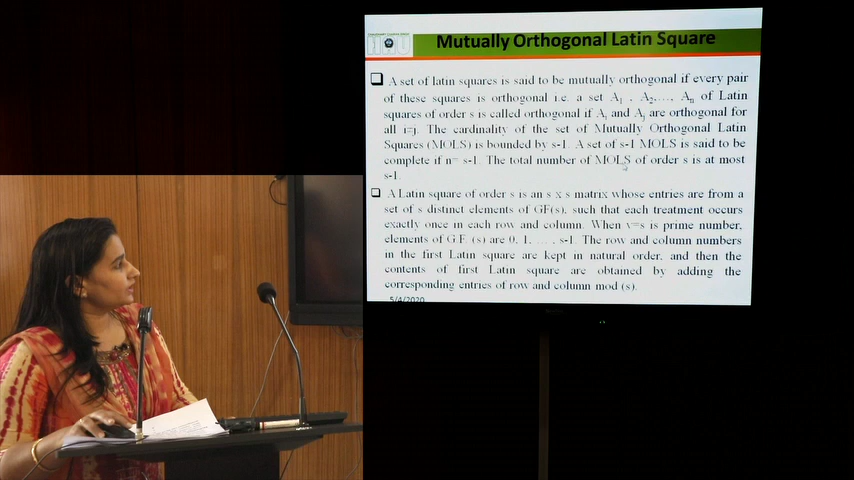 Mutually Orthogonal Latin Square
A set of latin squares is said to be mutually orthogonal if every pair
of these squares is orthogonal i.e. a set A1 , A2,…, An of Latin
squares of order s is called orthogonal if Ai and Aj are orthogonal for
all i=j. The cardinality of the set of Mutually Orthogonal Latin
Squares (MOLS) is bounded by s-1. A set of s-1 MOLS is said to be
complete if n= s-1. The total number of MOLS of order s is at most
s-1.
A Latin square of order s is an s x s matrix whose entries are from a
set of s distinct elements of GF(s), such that each treatment occurs
exactly once in each row and column. When v=s is prime number,
elements of G.F. (s) are 0, 1, … , s-1. The row and column numbers
in the first Latin square are kept in natural order, and then the
contents of first Latin square are obtained by adding the
corresponding entries of row and column mod (s).
5/4/2020